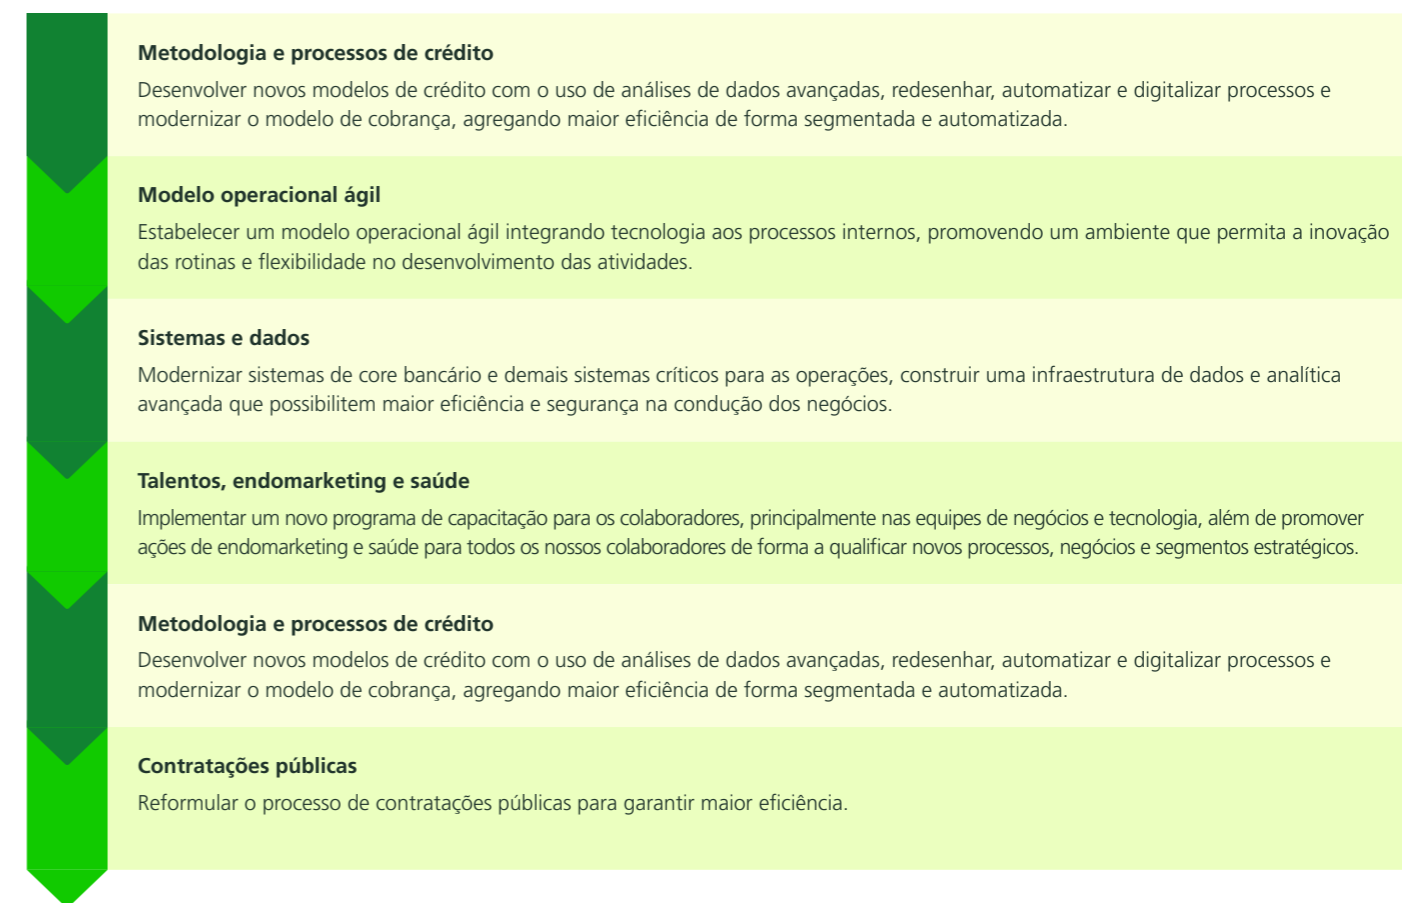 Metodologia e processos de crédito
Desenvolver novos modelos de crédito com o uso de análises de dados avançadas, redesenhar, automatizar e digitalizar processos e
modernizar o modelo de cobrança, agregando maior eficiência de forma segmentada e automatizada.
Modelo operacional ágil
Estabelecer um modelo operacional ágil integrando tecnologia aos processos internos, promovendo um ambiente que permita a inovação
das rotinas e flexibilidade no desenvolvimento das atividades.
Sistemas e dados
Modernizar sistemas de core bancário e demais sistemas críticos para as operações, construir uma infraestrutura de dados e analítica
avançada que possibilitem maior eficiência e segurança na condução dos negócios.
Talentos, endomarketing e saúde
Implementar um novo programa de capacitação para os colaboradores, principalmente nas equipes de negócios e tecnologia, além de promover
ações de endomarketing e saúde para todos os nossos colaboradores de forma a qualificar novos processos, negócios e segmentos estratégicos.
Metodologia e processos de crédito
Desenvolver novos modelos de crédito com o uso de análises de dados avançadas, redesenhar, automatizar e digitalizar processos e
modernizar o modelo de cobrança, agregando maior eficiência de forma segmentada e automatizada.
Contratações públicas
Reformular o processo de contratações públicas para garantir maior eficiência.